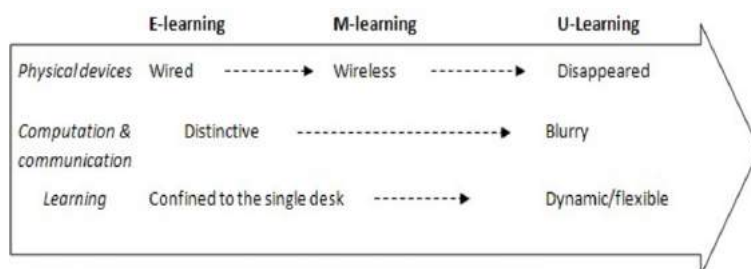 E-learning M-learning U-Learning
Physical devices Wired Wireless Disappeared
Computation & Distinctive Blurry
communication
Learning Confined to the single desk Dynamic/flexible